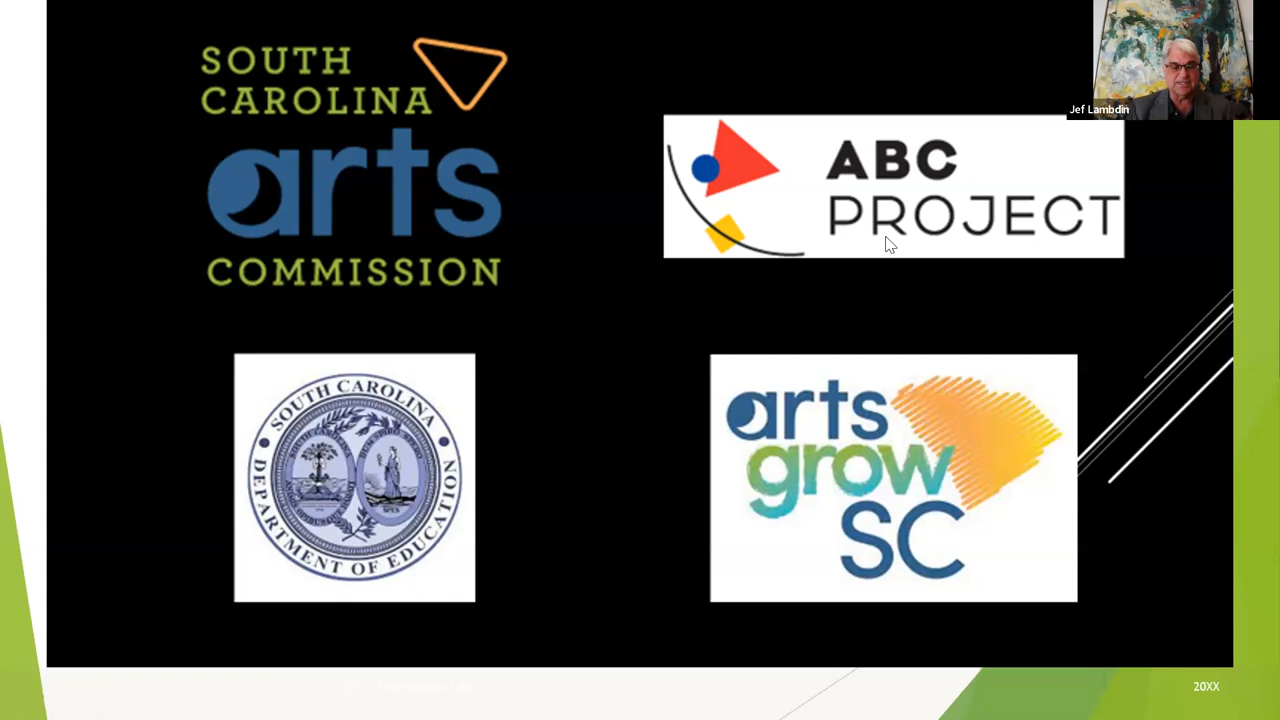 SOUTH
CAROLINA
arts
COMMISSION
Jef Lambdin
ABC
PROJECT
SOUTH CAROLINA
DEPARTMENT OF EDUCATION
arts
grow
SC
20XX